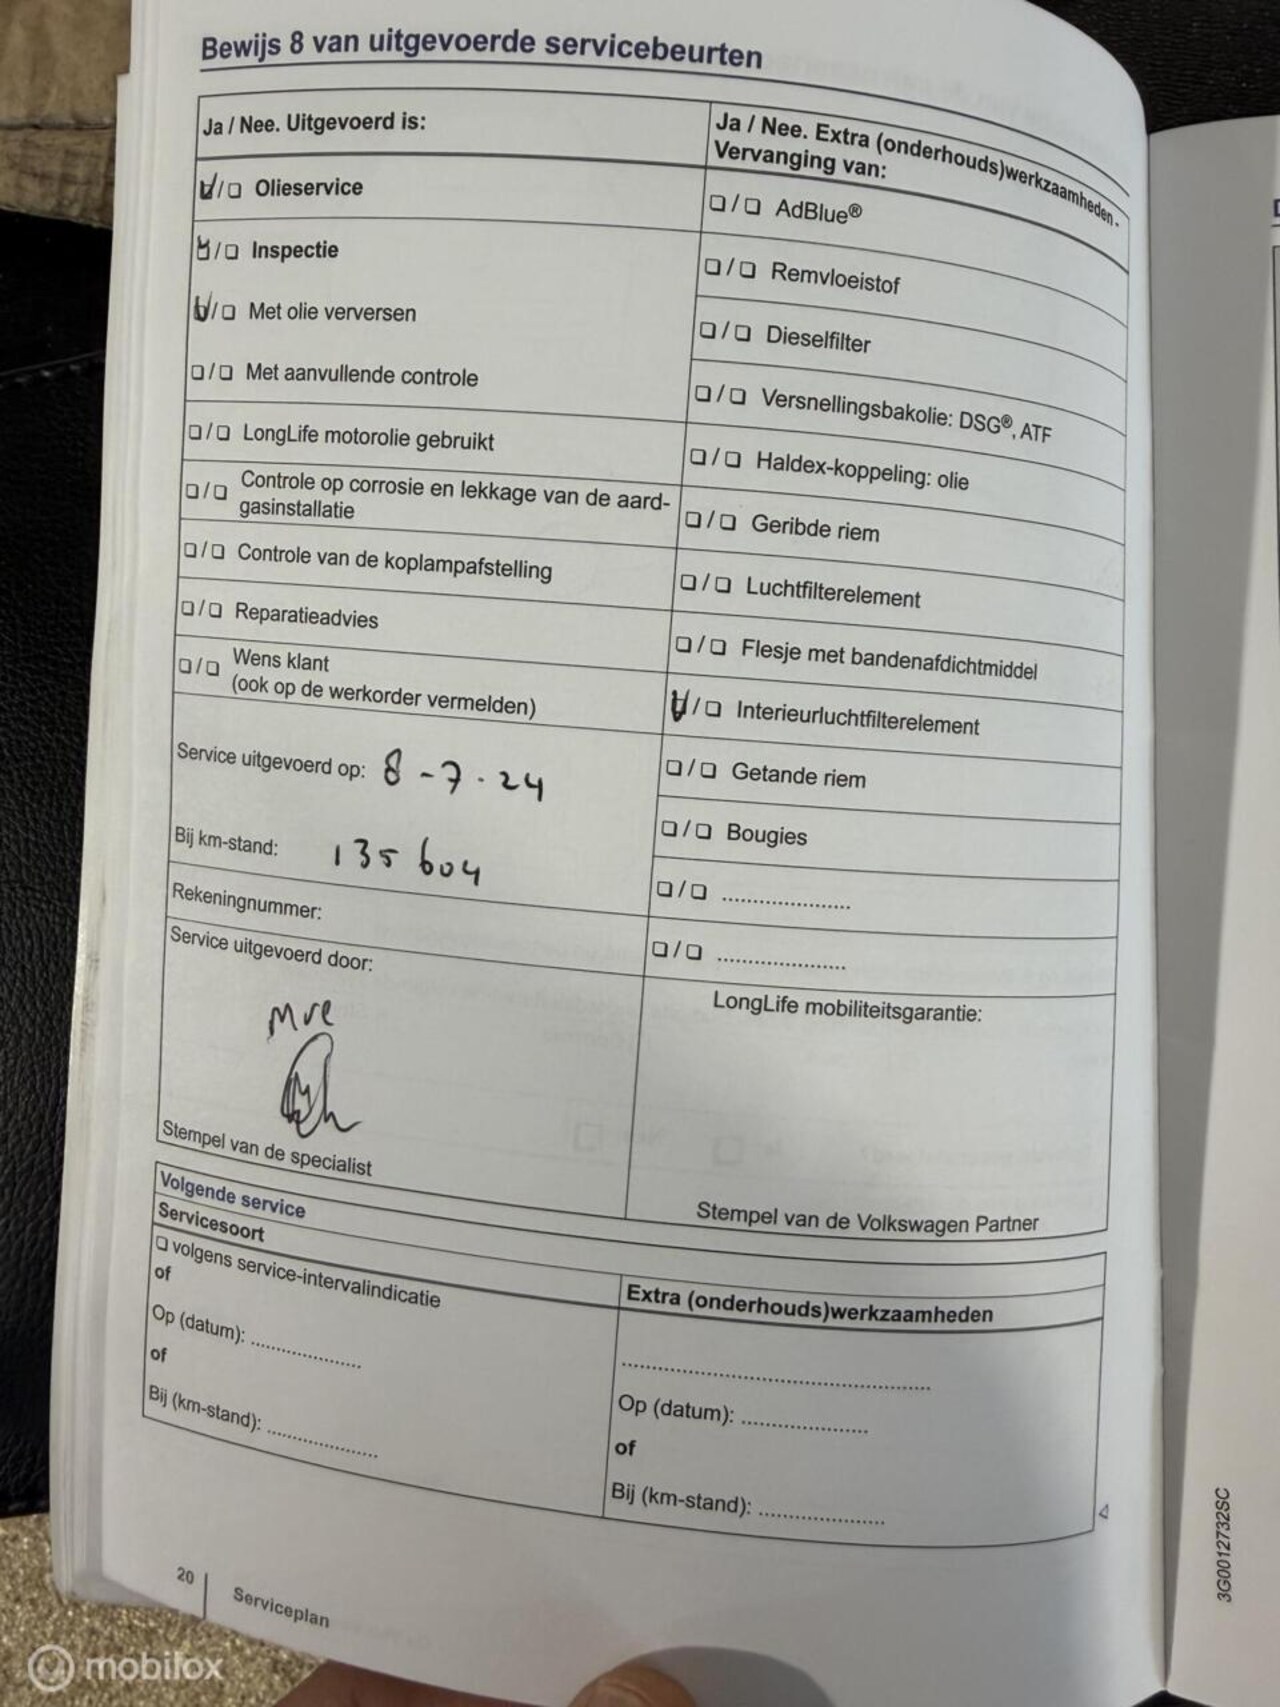 Bewijs 8 van uitgevoerde servicebeurten
Ja / Nee. Uitgevoerd is:
☑/❏ Olieservice
☑/❏ Inspectie
☑/❏ Met olie verversen
❏/❏ Met aanvullende controle
❏/❏ LongLife motorolie gebruikt
❏/❏ Controle op corrosie en lekkage van de aard-
gasinstallatie
❏/❏ Controle van de koplampafstelling
❏/❏ Reparatieadvies
❏/❏ Wens klant
(ook op de werkorder vermelden)
Service uitgevoerd op: 8-7-24
Bij km-stand: 135 604
Rekeningnummer:
Service uitgevoerd door:
Mre
Stempel van de specialist
Ja / Nee. Extra (onderhouds)werkzaamheden -
Vervanging van:
❏/❏ AdBlue®
❏/❏ Remvloeistof
❏/❏ Dieselfilter
❏/❏ Versnellingsbakolie: DSG®, ATF
❏/❏ Haldex-koppeling: olie
❏/❏ Geribde riem
❏/❏ Luchtfilterelement
❏/❏ Flesje met bandenafdichtmiddel
☑/❏ Interieurluchtfilterelement
❏/❏ Getande riem
❏/❏ Bougies
❏/❏ .....................
❏/❏ .....................
LongLife mobiliteitsgarantie:
Stempel van de Volkswagen Partner
Volgende service
Servicesoort
❏ volgens service-intervalindicatie
of
Op (datum): ..................
of
Bij (km-stand): ..................
Extra (onderhouds)werkzaamheden
..................................................
Op (datum): .....................
of
Bij (km-stand): .....................
20
Serviceplan
3G0012732SC
mobilox